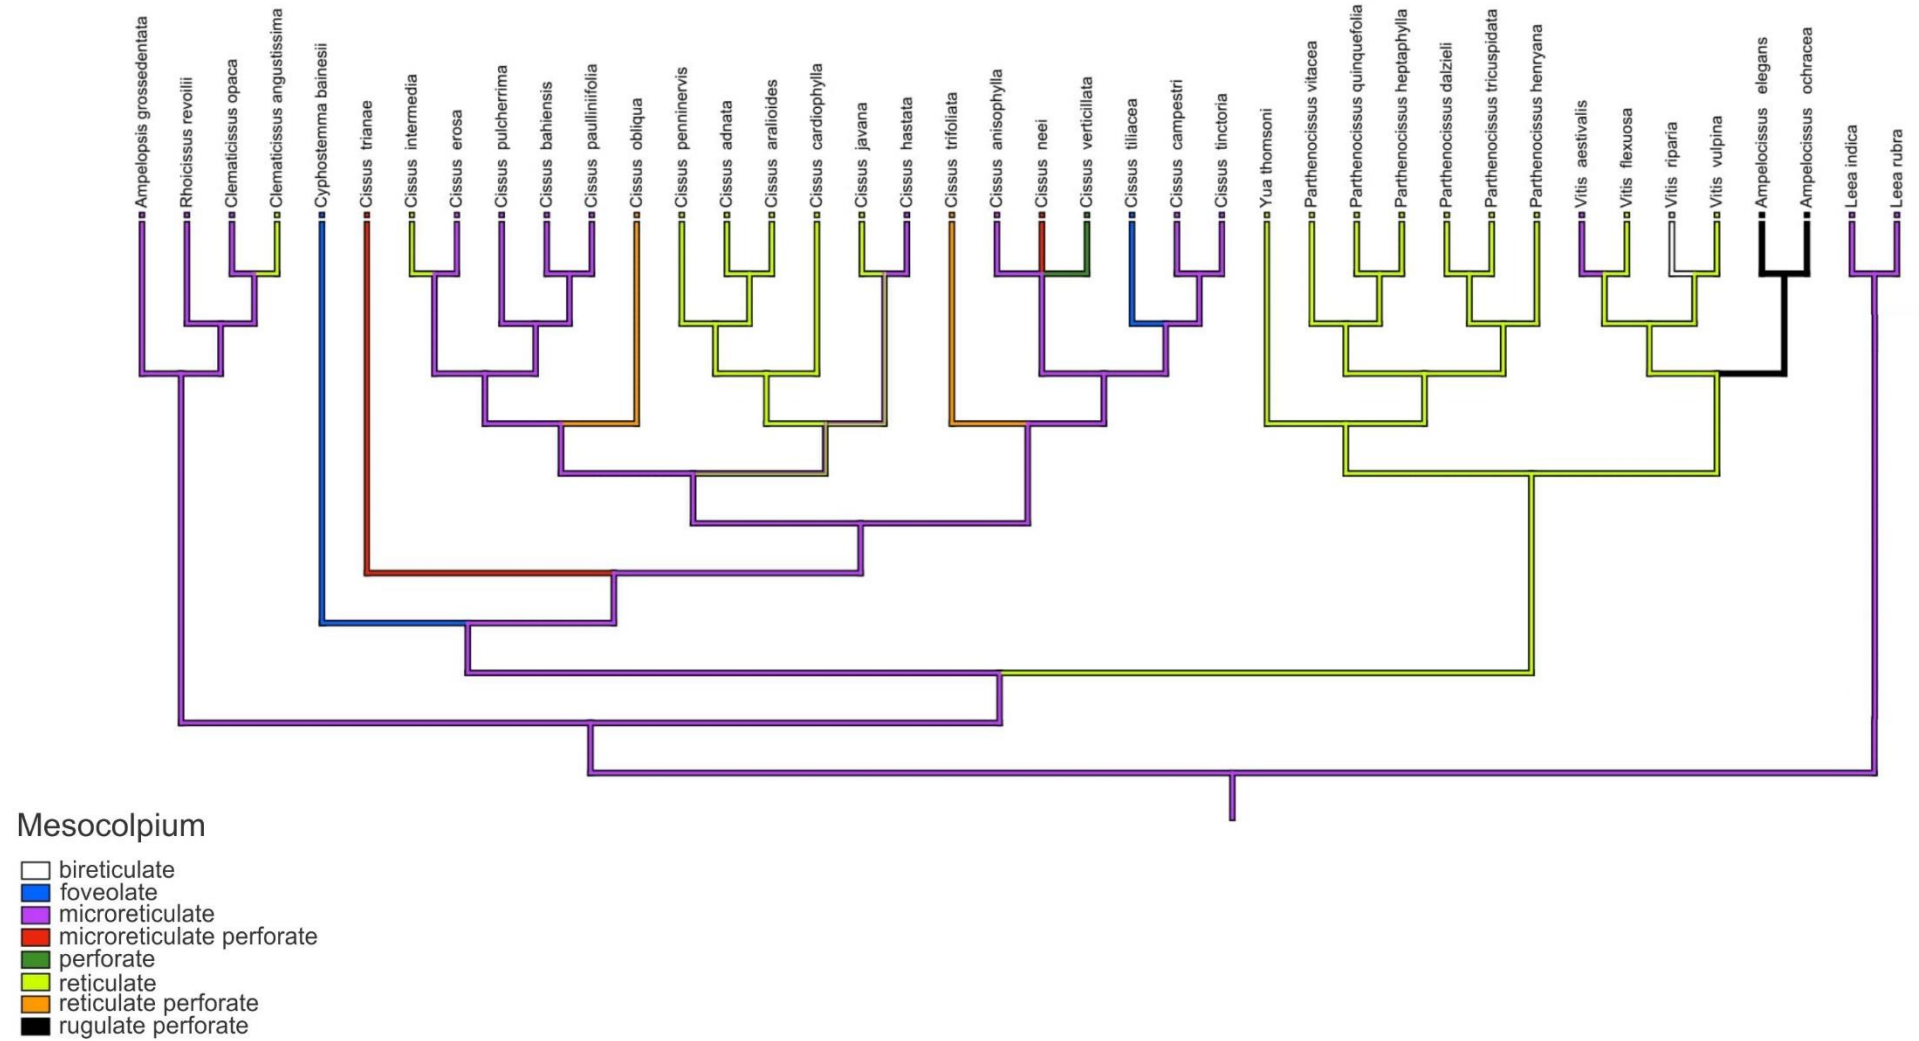 Ampelopsis grossedentata
Rhoicissus revoilii
Clematicissus opaca
Clematicissus angustissima
Cyphostemma bainesii
Cissus trianae
Cissus intermedia
Cissus erosa
Cissus pulcherrima
Cissus bahiensis
Cissus paulliniifolia
Cissus obliqua
Cissus penninervis
Cissus adnata
Cissus aralioides
Cissus cardiophylla
Cissus javana
Cissus hastata
Cissus trifoliata
Cissus anisophylla
Cissus neei
Cissus verticillata
Cissus tiliacea
Cissus campestri
Cissus tinctoria
Yua thomsoni
Parthenocissus vitacea
Parthenocissus quinquefolia
Parthenocissus heptaphylla
Parthenocissus dalzieli
Parthenocissus tricuspidata
Parthenocissus henryana
Vitis aestivalis
Vitis flexuosa
Vitis riparia
Vitis vulpina
Ampelocissus elegans
Ampelocissus ochracea
Leea indica
Leea rubra
Mesocolpium
bireticulate
foveolate
microreticulate
microreticulate perforate
perforate
reticulate
reticulate perforate
rugulate perforate